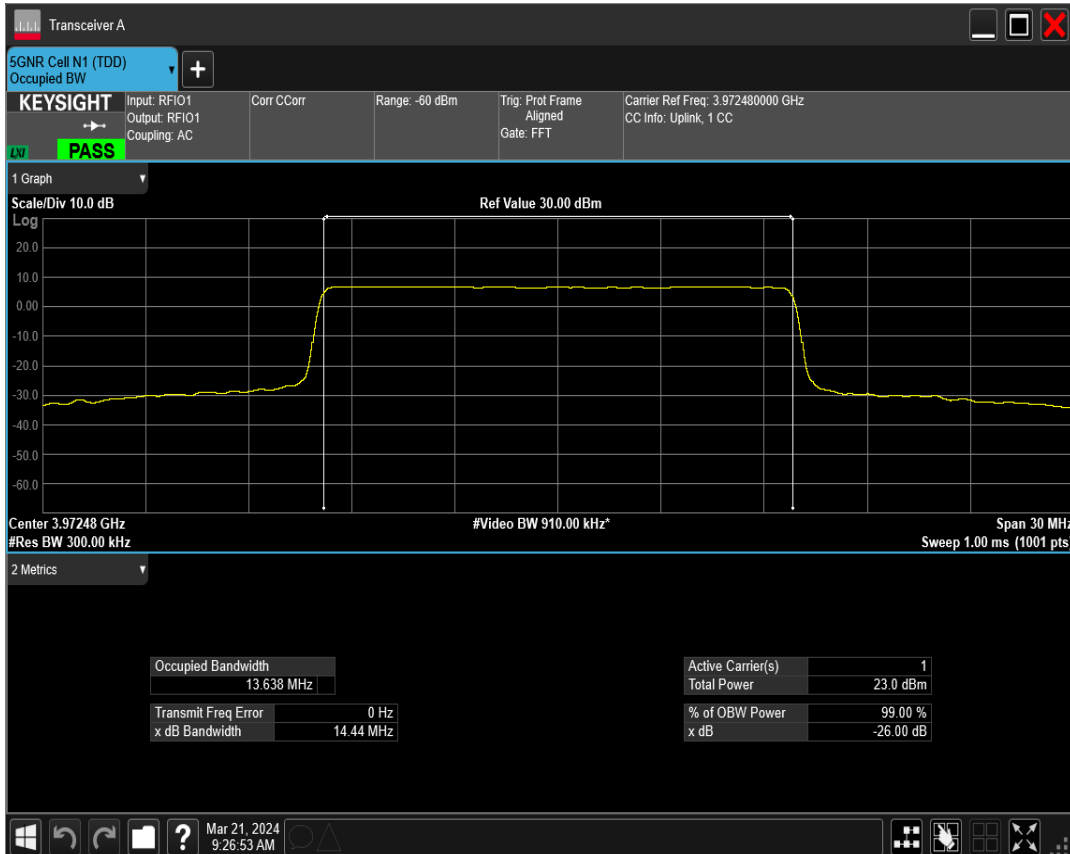 Transceiver A
5GNR Cell N1 (TDD)
Occupied BW
KEYSIGHT
LXI
PASS
Input: RFIO1
Output: RFIO1
Coupling: AC
Corr CCorr
Range: -60 dBm
Trig: Prot Frame
Aligned
Gate: FFT
Carrier Ref Freq: 3.972480000 GHz
CC Info: Uplink, 1 CC
1 Graph
Scale/Div 10.0 dB
Ref Value 30.00 dBm
Log
20.0
10.0
0.00
-10.0
-20.0
-30.0
-40.0
-50.0
-60.0
Center 3.97248 GHz
#Video BW 910.00 kHz*
Span 30 MHz
#Res BW 300.00 kHz
Sweep 1.00 ms (1001 pts)
2 Metrics
Occupied Bandwidth
13.638 MHz
Transmit Freq Error 0 Hz
x dB Bandwidth 14.44 MHz
Active Carrier(s) 1
Total Power 23.0 dBm
% of OBW Power 99.00 %
x dB -26.00 dB
?
Mar 21, 2024
9:26:53 AM